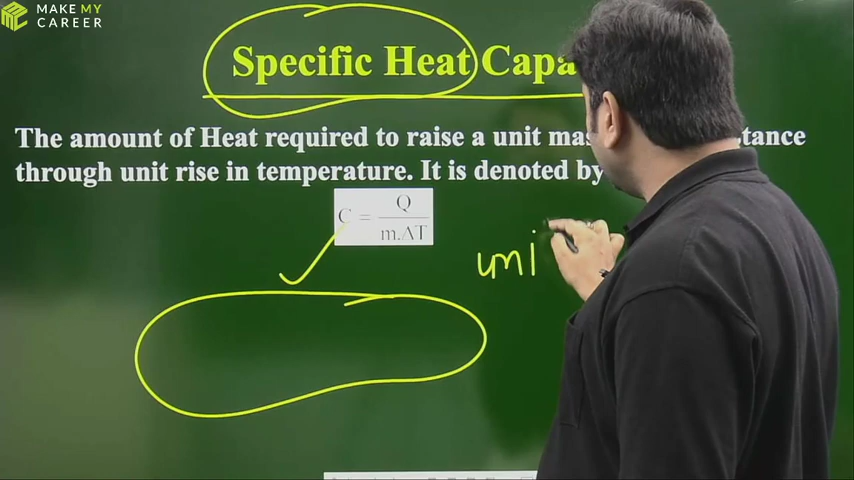 MAKE MY
CAREER
Specific Heat Capa
The amount of Heat required to raise a unit mas tance
through unit rise in temperature. It is denoted by
C = Q / m.ΔT
uni